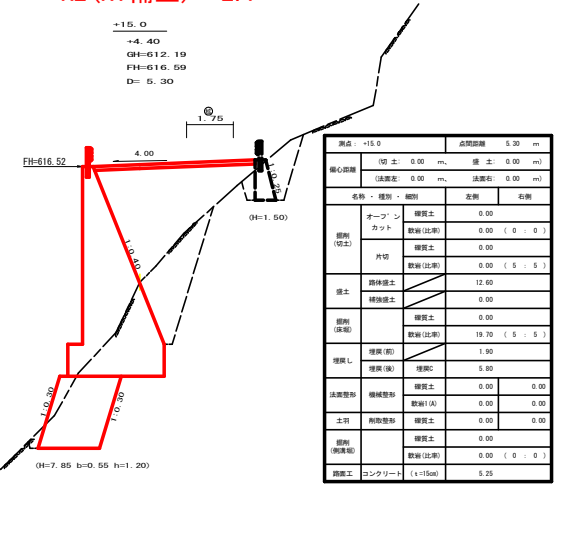 +15.0
+4.40
GH=612.19
FH=616.59
D= 5.30
1.75
FH=616.52
4.00
1:0.25
(H=1.50)
1:0.40
1:0.30
1:0.30
(H=7.85 b=0.55 h=1.20)
測点: +15.0 点間距離 5.30 m
偏心距離 (切 土: 0.00 m、 盛 土: 0.00 m)
(法面左: 0.00 m、 法面右: 0.00 m)
名称 ・ 種別 ・ 細別 左側 右側
掘削(切土) オープンカット 礫質土 0.00
軟岩(比率) 0.00 ( 0 : 0 )
片切 礫質土 0.00
軟岩(比率) 0.00 ( 5 : 5 )
盛土 路体盛土 12.60
補強盛土 0.00
掘削(床堀) 礫質土 0.00
軟岩(比率) 19.70 ( 5 : 5 )
埋戻し 埋戻(前) 1.90
埋戻(後) 埋戻C 5.80
法面整形 機械整形 礫質土 0.00 0.00
軟岩I(A) 0.00 0.00
土羽 削取整形 礫質土 0.00 0.00
掘削(側溝堀) 礫質土 0.00
軟岩(比率) 0.00 ( 0 : 0 )
路面工 コンクリート (t=15cm) 5.25